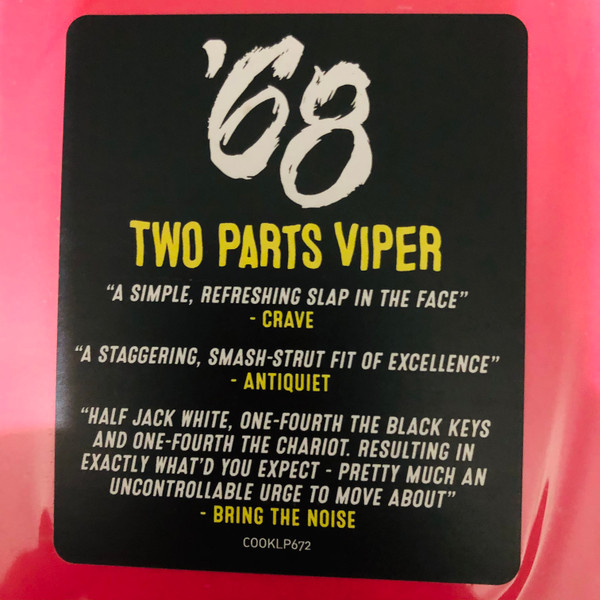 '68
TWO PARTS VIPER
"A SIMPLE, REFRESHING SLAP IN THE FACE"
- CRAVE
"A STAGGERING, SMASH-STRUT FIT OF EXCELLENCE"
- ANTIQUIET
"HALF JACK WHITE, ONE-FOURTH THE BLACK KEYS
AND ONE-FOURTH THE CHARIOT. RESULTING IN
EXACTLY WHAT'D YOU EXPECT - PRETTY MUCH AN
UNCONTROLLABLE URGE TO MOVE ABOUT"
- BRING THE NOISE
COOKLP672